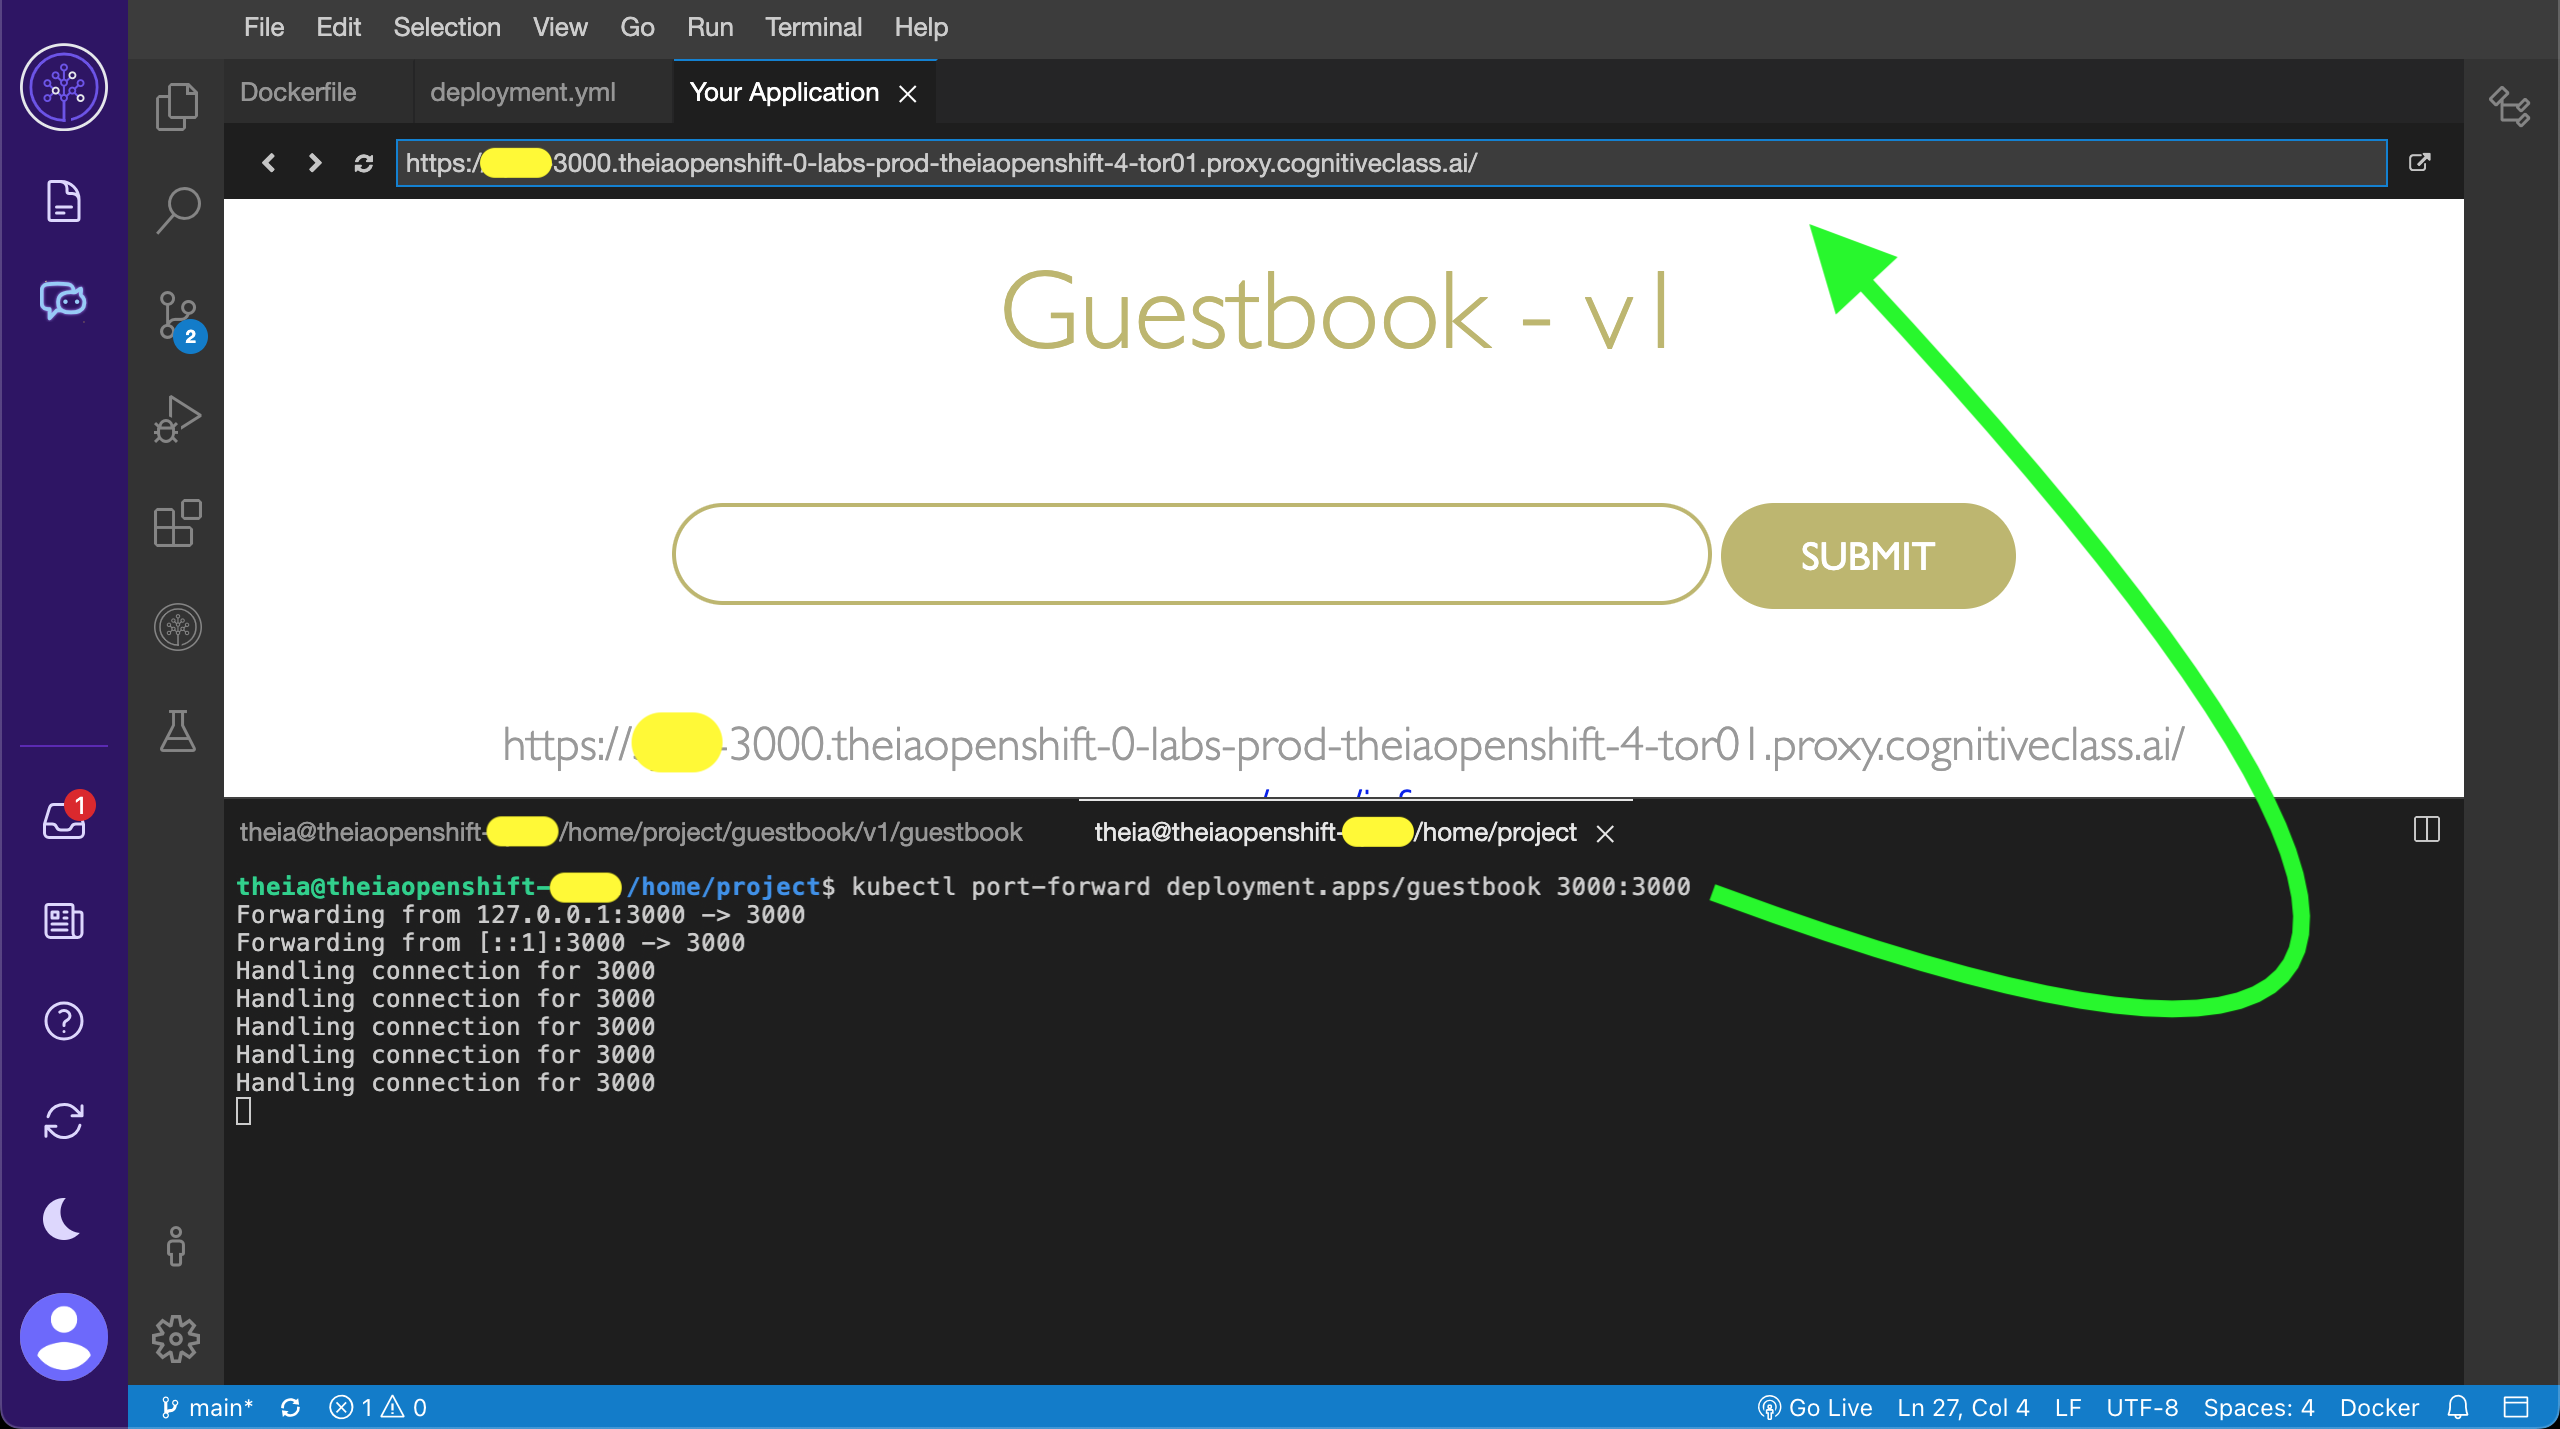 File Edit Selection View Go Run Terminal Help
Dockerfile deployment.yml Your Application
https:/ 3000.theiaopenshift-0-labs-prod-theiaopenshift-4-tor01.proxy.cognitiveclass.ai/
Guestbook - v1
2
SUBMIT
https:// -3000.theiaopenshift-0-labs-prod-theiaopenshift-4-tor01.proxy.cognitiveclass.ai/
1
theia@theiaopenshift- /home/project/guestbook/v1/guestbook theia@theiaopenshift- /home/project
theia@theiaopenshift- /home/project$ kubectl port-forward deployment.apps/guestbook 3000:3000
Forwarding from 127.0.0.1:3000 -> 3000
Forwarding from [::1]:3000 -> 3000
Handling connection for 3000
Handling connection for 3000
Handling connection for 3000
Handling connection for 3000
Handling connection for 3000
main* 1 0 Go Live Ln 27, Col 4 LF UTF-8 Spaces: 4 Docker